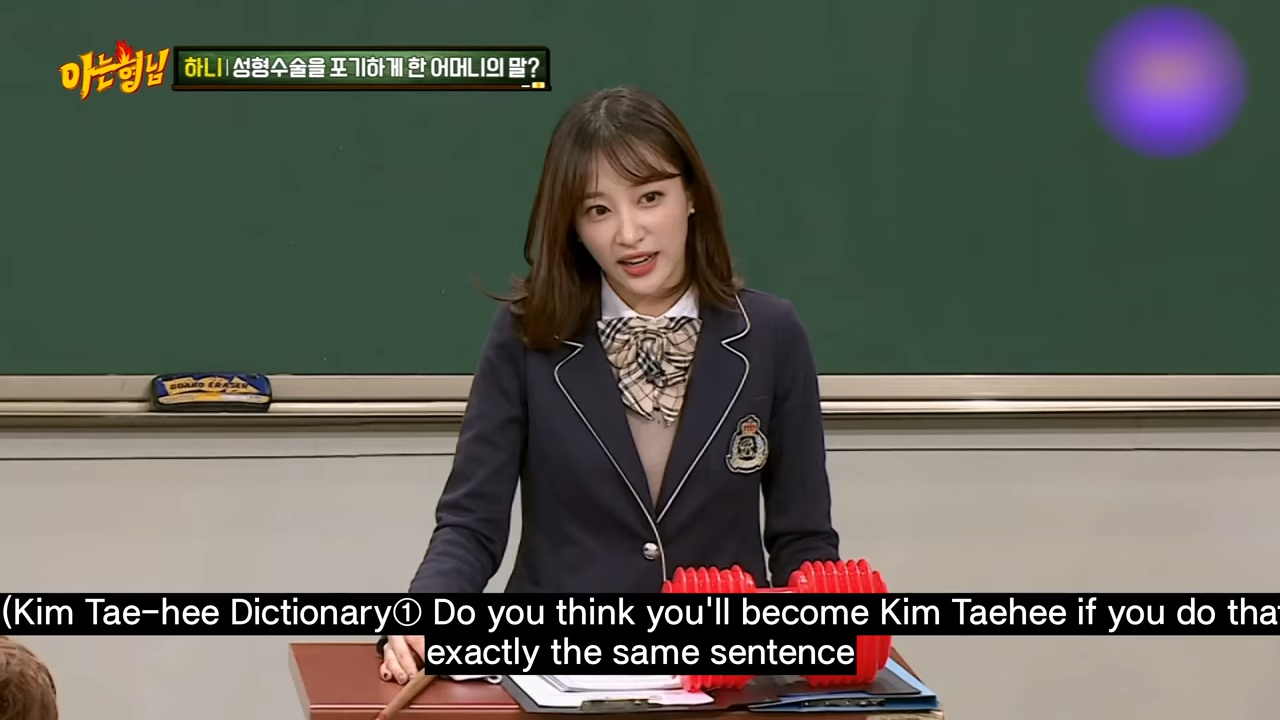 아는형님
하니 | 성형수술을 포기하게 한 어머니의 말?
BOARD ERASER
(Kim Tae-hee Dictionary① Do you think you'll become Kim Taehee if you do tha
exactly the same sentence